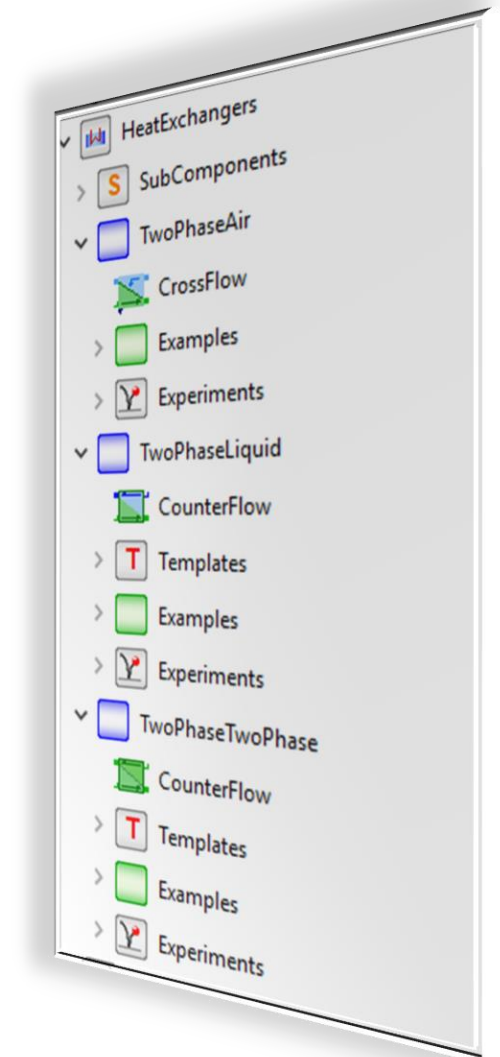 HeatExchangers
S SubComponents
TwoPhaseAir
CrossFlow
Examples
Experiments
TwoPhaseLiquid
CounterFlow
T Templates
Examples
Experiments
TwoPhaseTwoPhase
CounterFlow
T Templates
Examples
Experiments